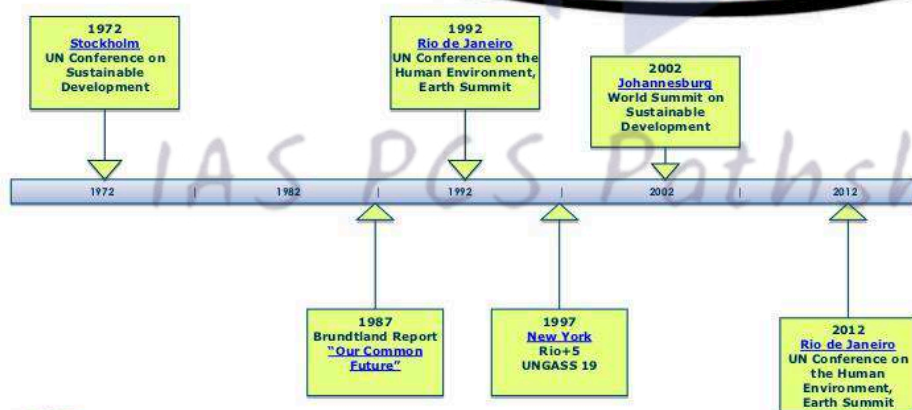 1972
Stockholm
UN Conference on
Sustainable
Development
1992
Rio de Janeiro
UN Conference on the
Human Environment,
Earth Summit
2002
Johannesburg
World Summit on
Sustainable
Development
IAS PCS Pathsh
1972 | 1982 | 1992 | 2002 | 2012
1987
Brundtland Report
"Our Common
Future"
1997
New York
Rio+5
UNGASS 19
2012
Rio de Janeiro
UN Conference on
the Human
Environment,
Earth Summit